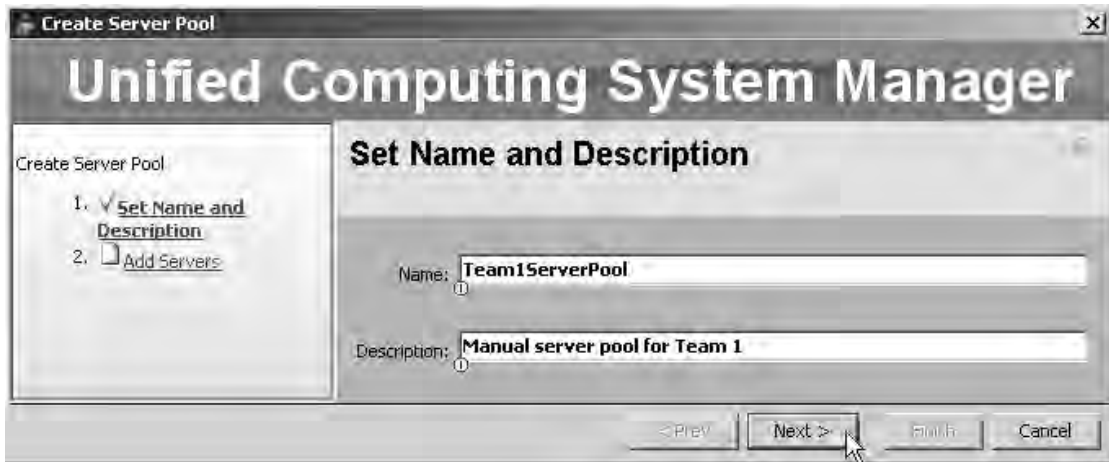 Create Server Pool
Unified Computing System Manager
Create Server Pool
1. √ Set Name and
Description
2. Add Servers
Set Name and Description
Name: Team1ServerPool
Description: Manual server pool for Team 1
< Prev
Next >
Finish
Cancel